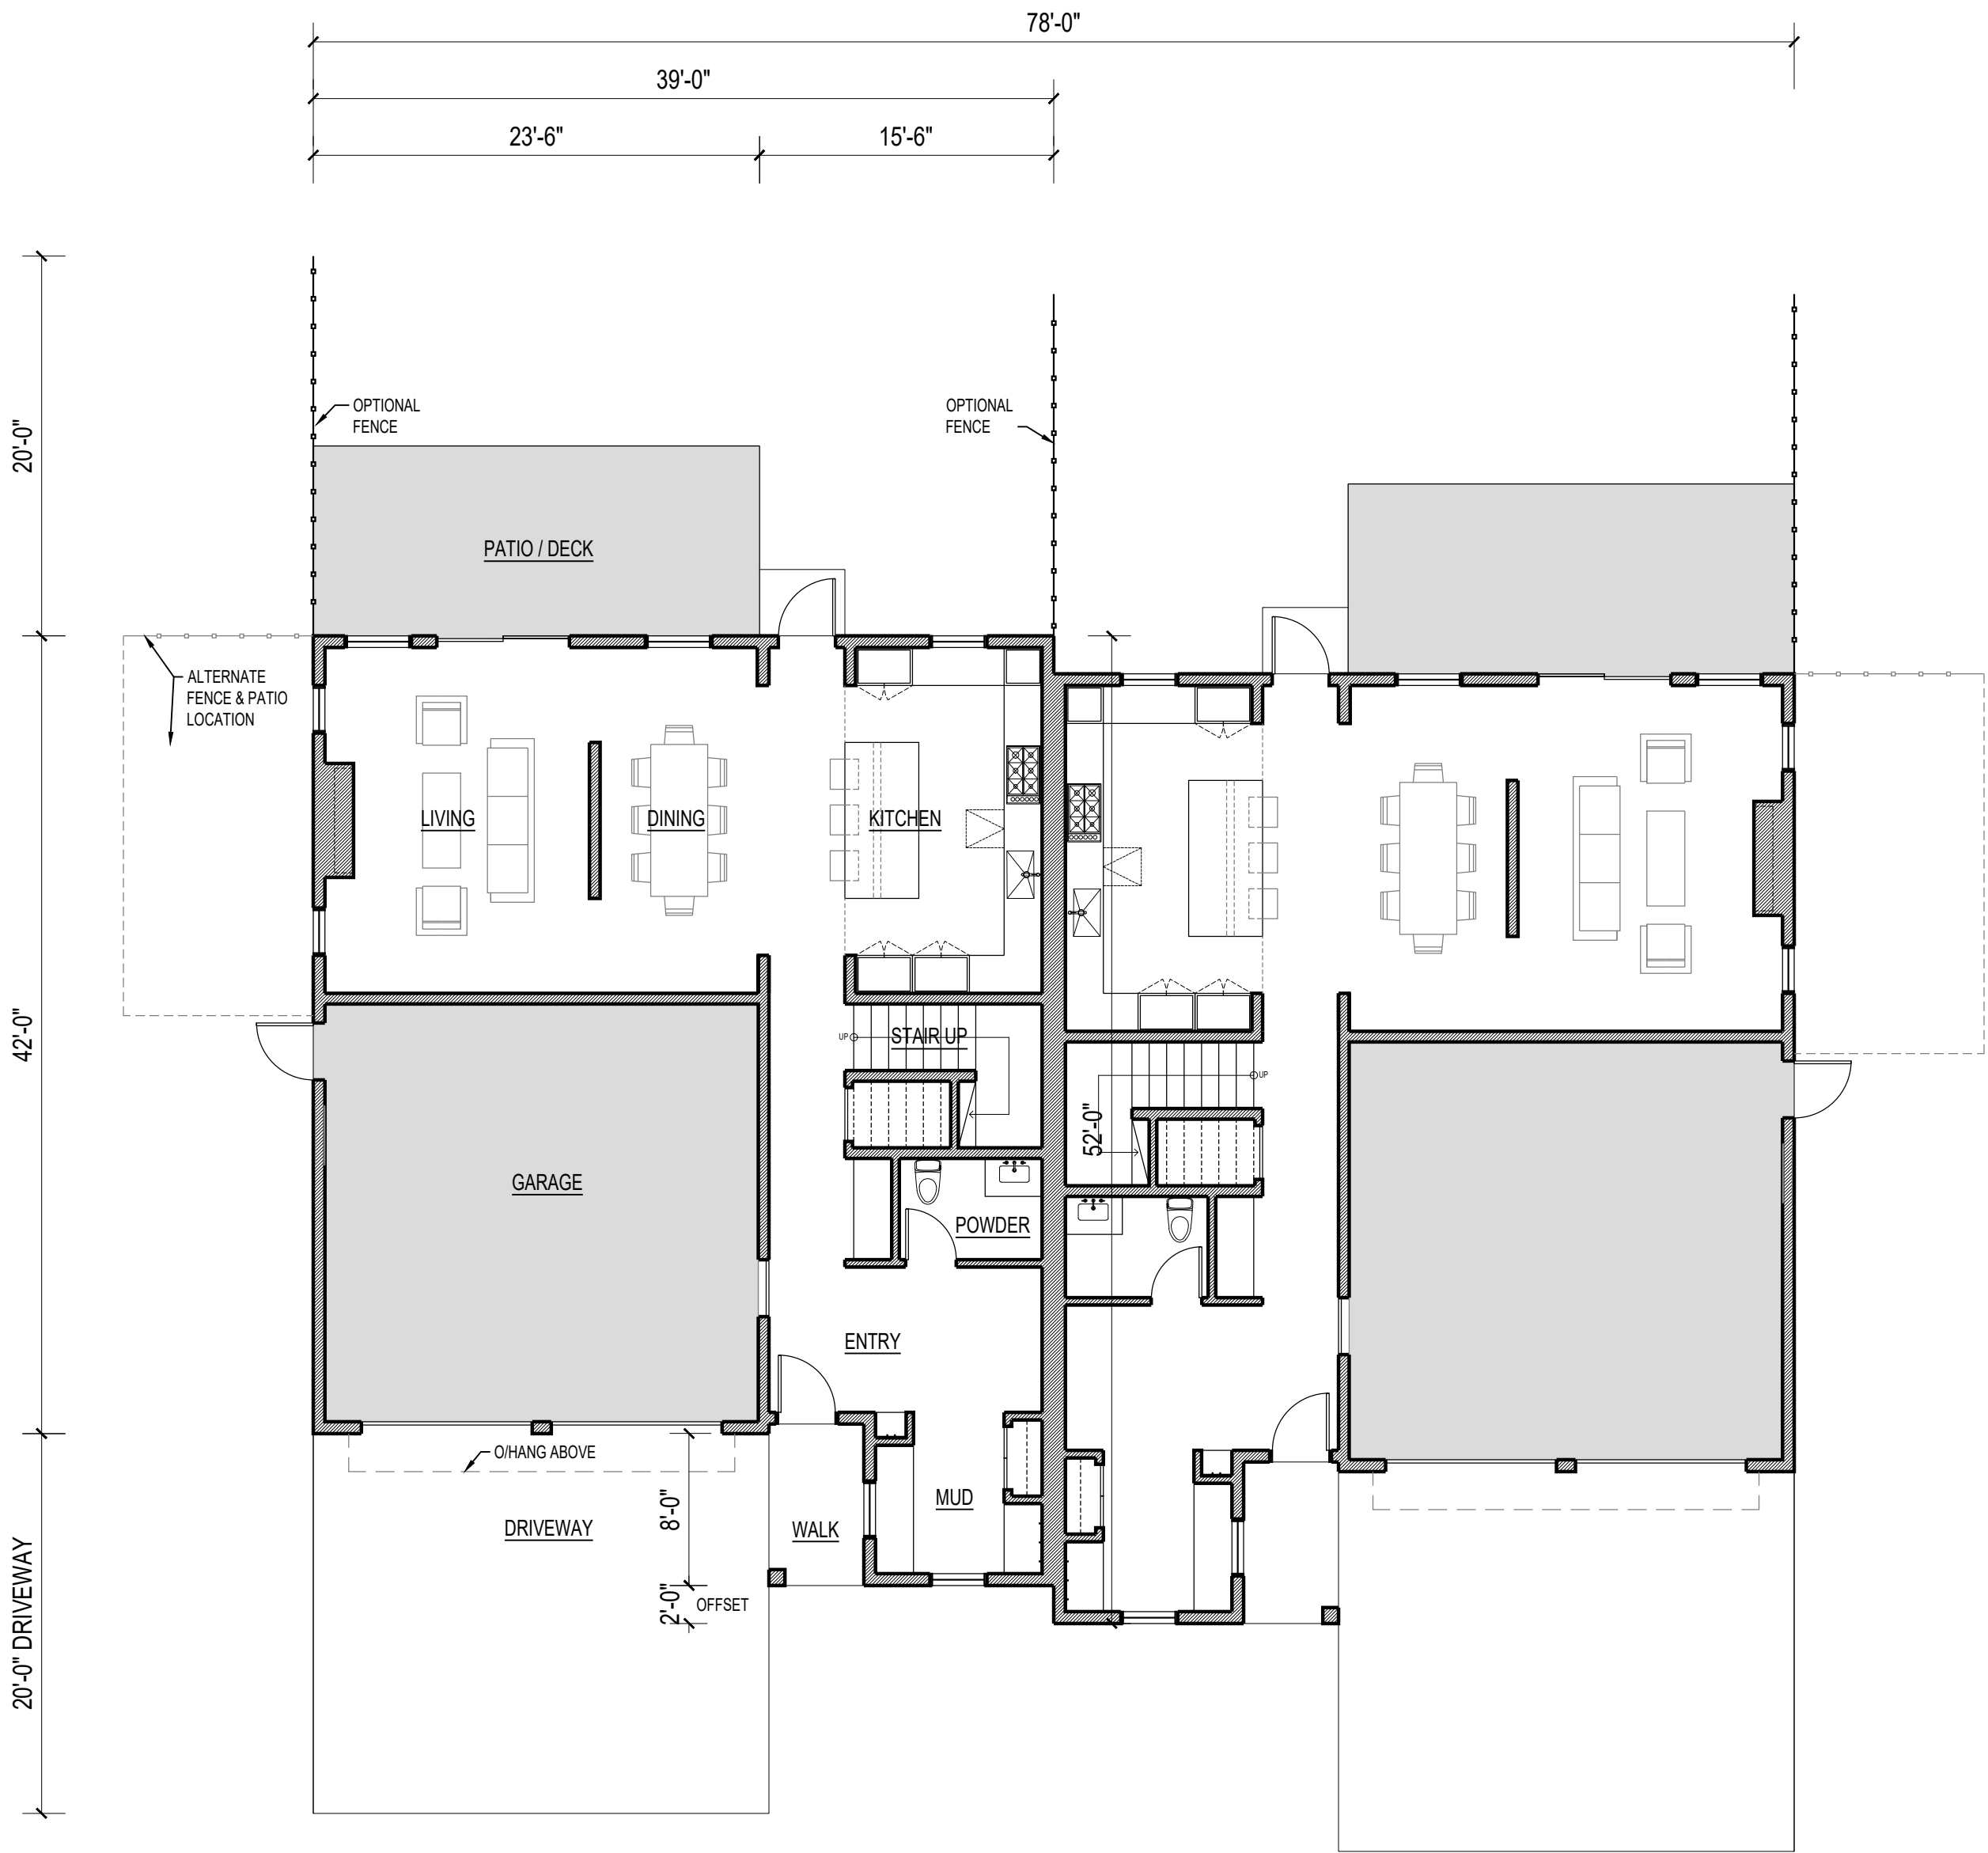 78'-0"
39'-0"
23'-6"
15'-6"
20'-0"
OPTIONAL
FENCE
OPTIONAL
FENCE
PATIO / DECK
ALTERNATE
FENCE & PATIO
LOCATION
LIVING
DINING
KITCHEN
42'-0"
UP
STAIR UP
UP
52'-0"
GARAGE
POWDER
ENTRY
O/HANG ABOVE
MUD
8'-0"
DRIVEWAY
WALK
2'-0"
OFFSET
20'-0" DRIVEWAY